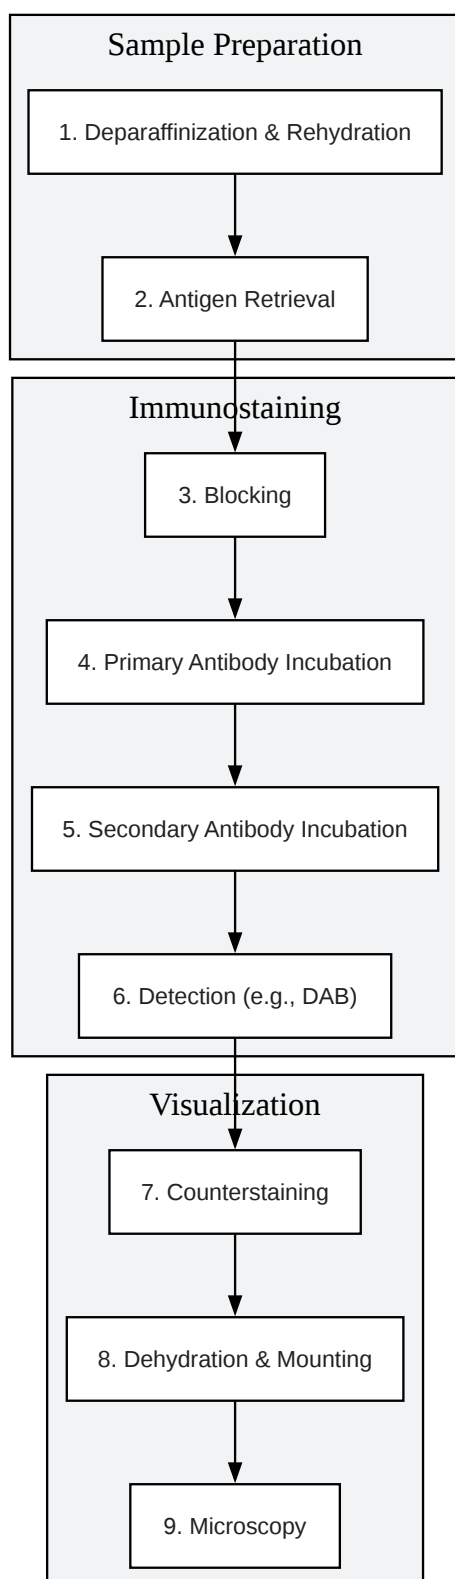 Sample Preparation
1. Deparaffinization & Rehydration
2. Antigen Retrieval
Immunostaining
3. Blocking
4. Primary Antibody Incubation
5. Secondary Antibody Incubation
6. Detection (e.g., DAB)
Visualization
7. Counterstaining
8. Dehydration & Mounting
9. Microscopy